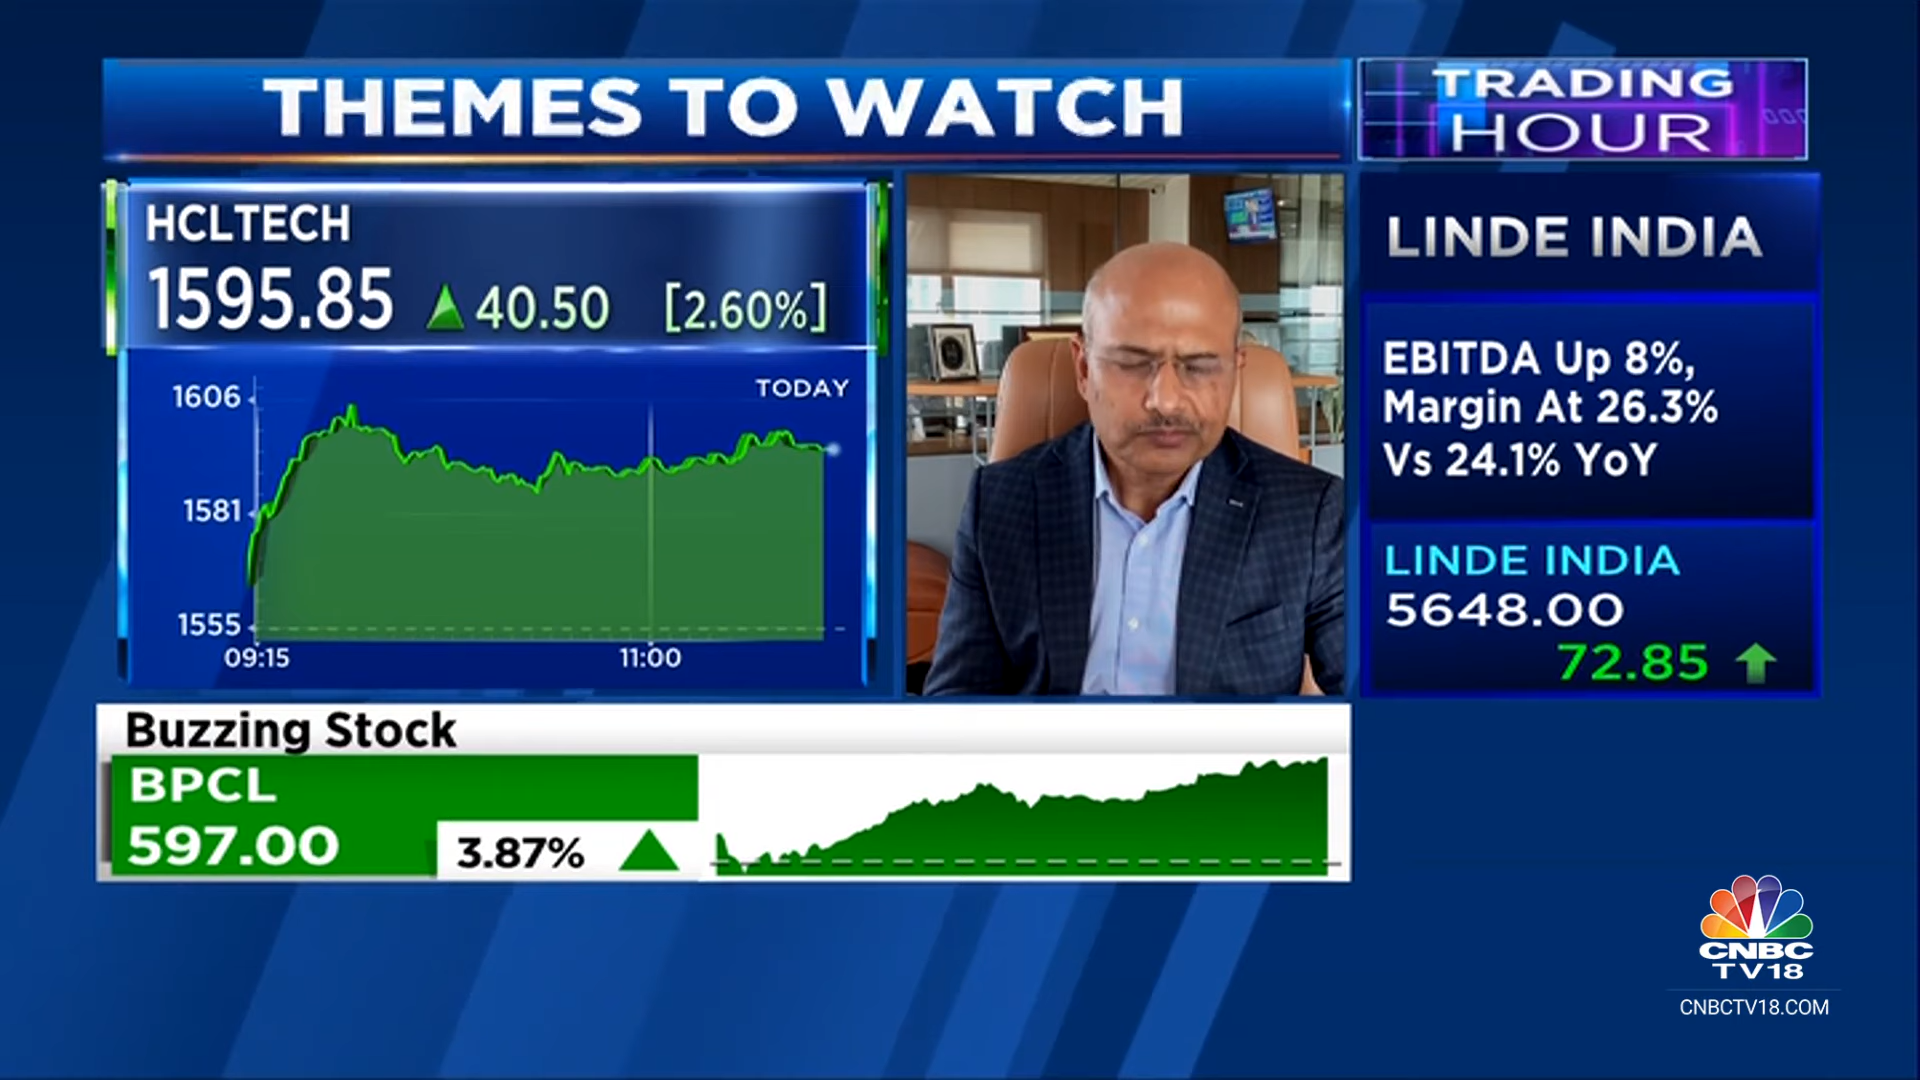 THEMES TO WATCH
TRADING
HOUR
HCLTECH
1595.85 40.50 [2.60%]
TODAY
1606
1581
1555
09:15 11:00
LINDE INDIA
EBITDA Up 8%,
Margin At 26.3%
Vs 24.1% YoY
LINDE INDIA
5648.00
72.85
Buzzing Stock
BPCL
597.00
3.87%
CNBC
TV18
CNBCTV18.COM